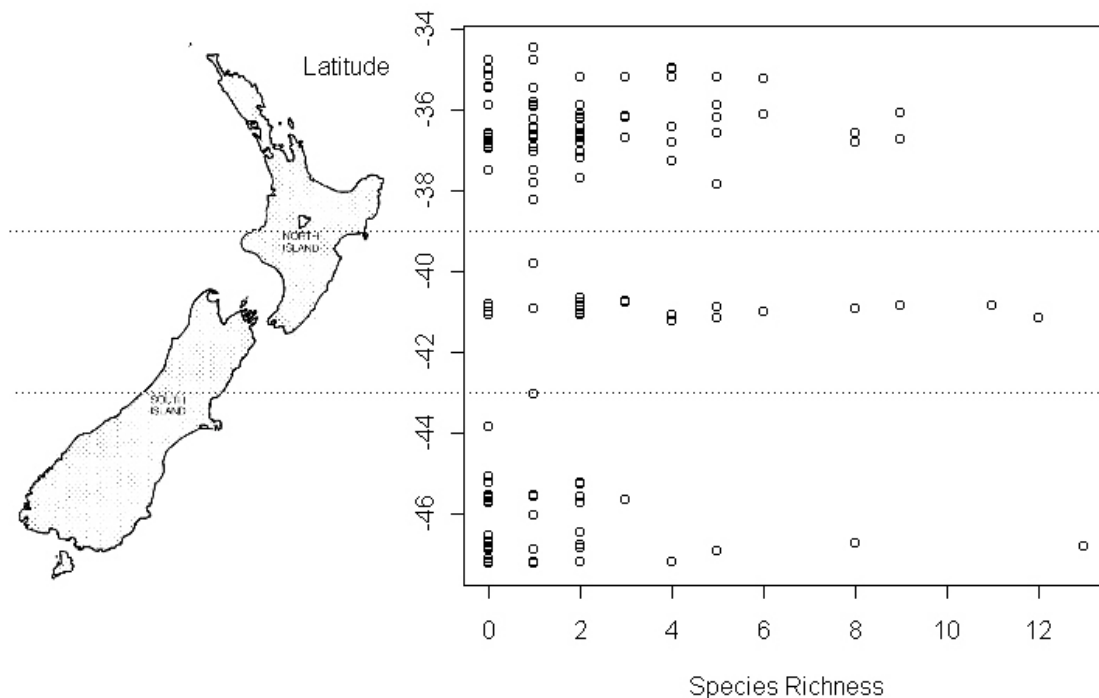 Latitude
NORTH
ISLAND
SOUTH
ISLAND
-34
-36
-38
-40
-42
-44
-46
0
2
4
6
8
10
12
Species Richness